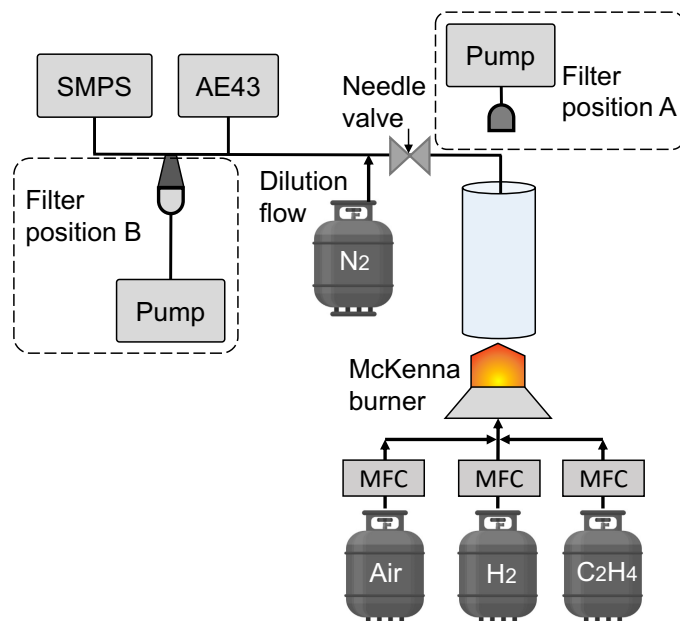 Pump
Filter
position A
SMPS
AE43
Needle
valve
Dilution
flow
Filter
position B
N2
Pump
McKenna
burner
MFC
MFC
MFC
Air
H2
C2H4